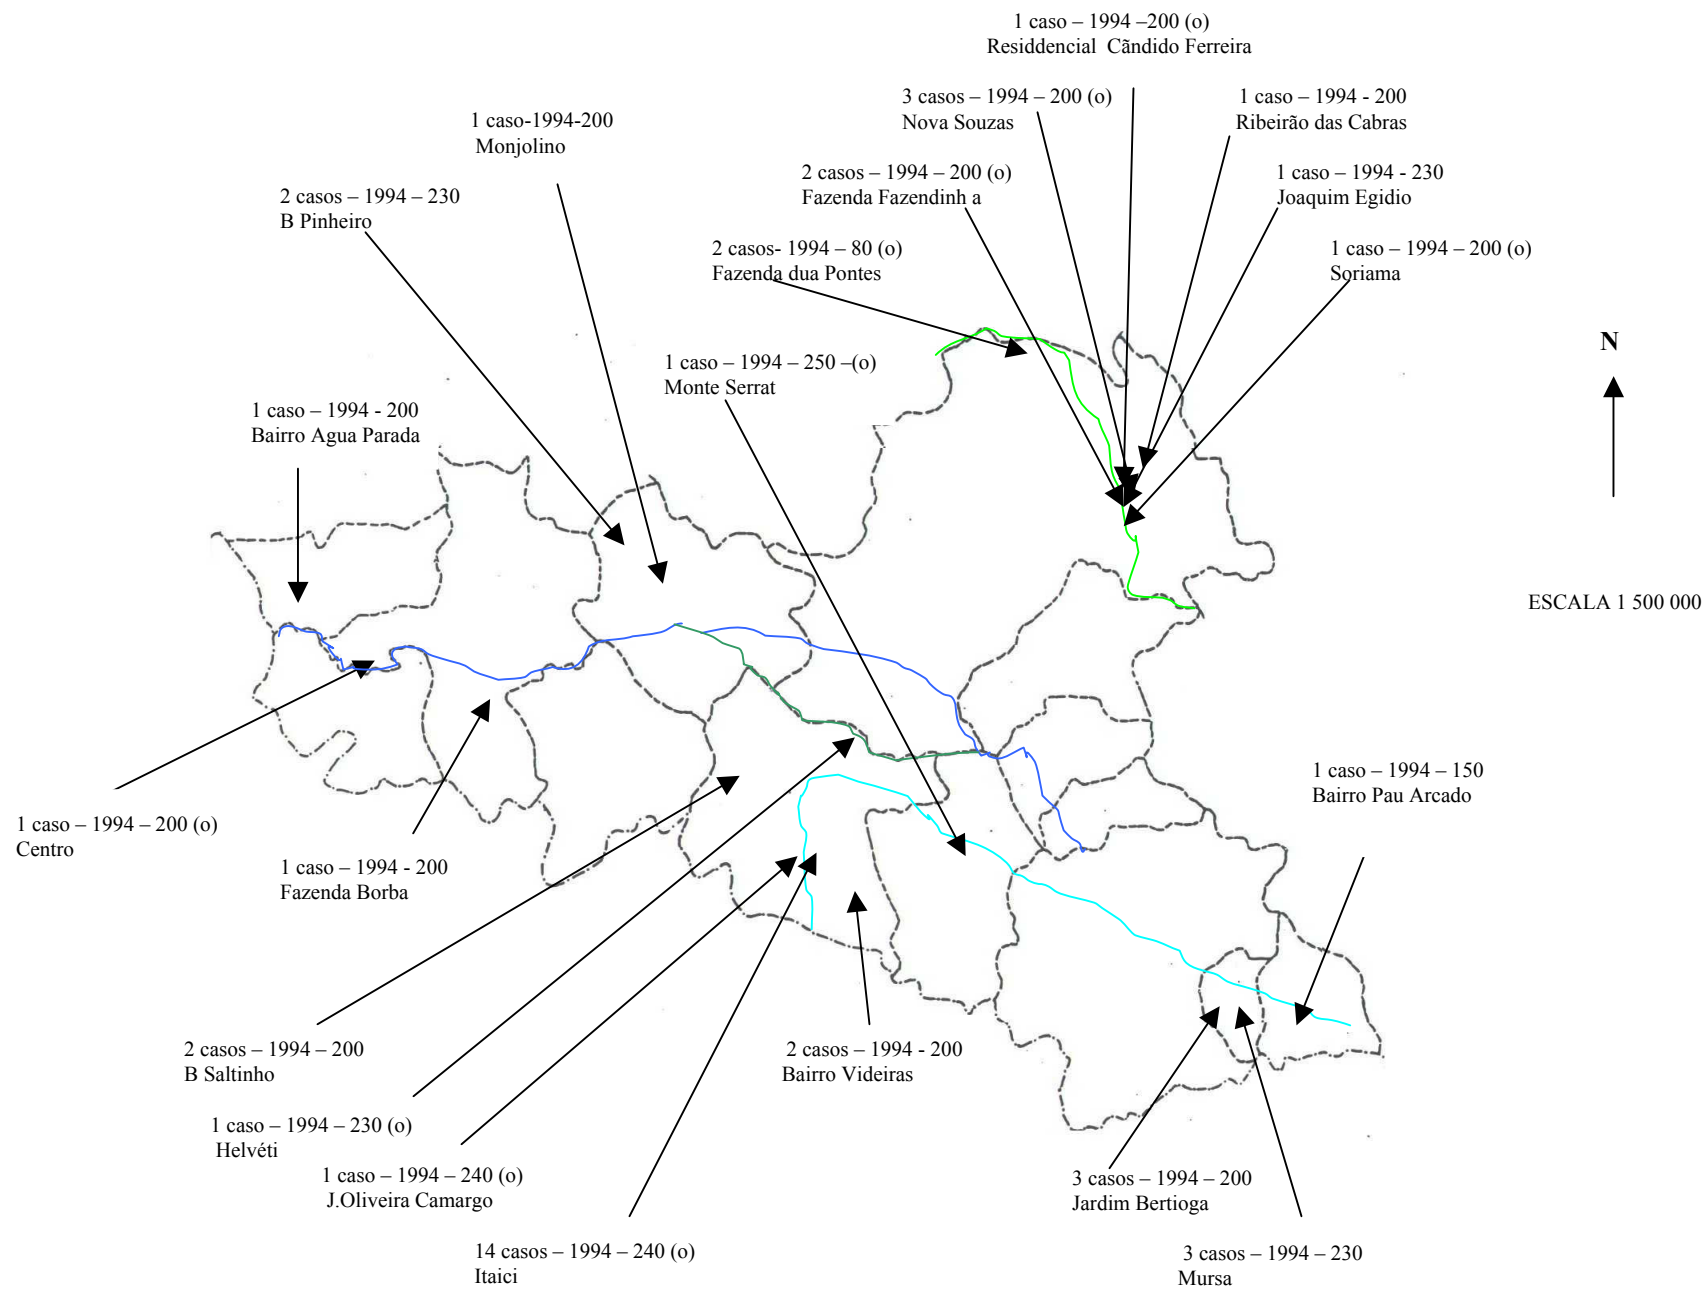 1 caso – 1994 –200 (o)
Residdencial Cãndido Ferreira
3 casos – 1994 – 200 (o)
Nova Souzas
1 caso – 1994 - 200
Ribeirão das Cabras
1 caso-1994-200
Monjolino
2 casos – 1994 – 200 (o)
Fazenda Fazendinh a
1 caso – 1994 - 230
Joaquim Egidio
2 casos – 1994 – 230
B Pinheiro
2 casos- 1994 – 80 (o)
Fazenda dua Pontes
1 caso – 1994 – 200 (o)
Soriama
N
1 caso – 1994 – 250 –(o)
Monte Serrat
1 caso – 1994 - 200
Bairro Agua Parada
ESCALA 1 500 000
1 caso – 1994 – 150
Bairro Pau Arcado
1 caso – 1994 – 200 (o)
Centro
1 caso – 1994 - 200
Fazenda Borba
2 casos – 1994 – 200
B Saltinho
2 casos – 1994 - 200
Bairro Videiras
1 caso – 1994 – 230 (o)
Helvéti
1 caso – 1994 – 240 (o)
J.Oliveira Camargo
3 casos – 1994 – 200
Jardim Bertioga
14 casos – 1994 – 240 (o)
Itaici
3 casos – 1994 – 230
Mursa